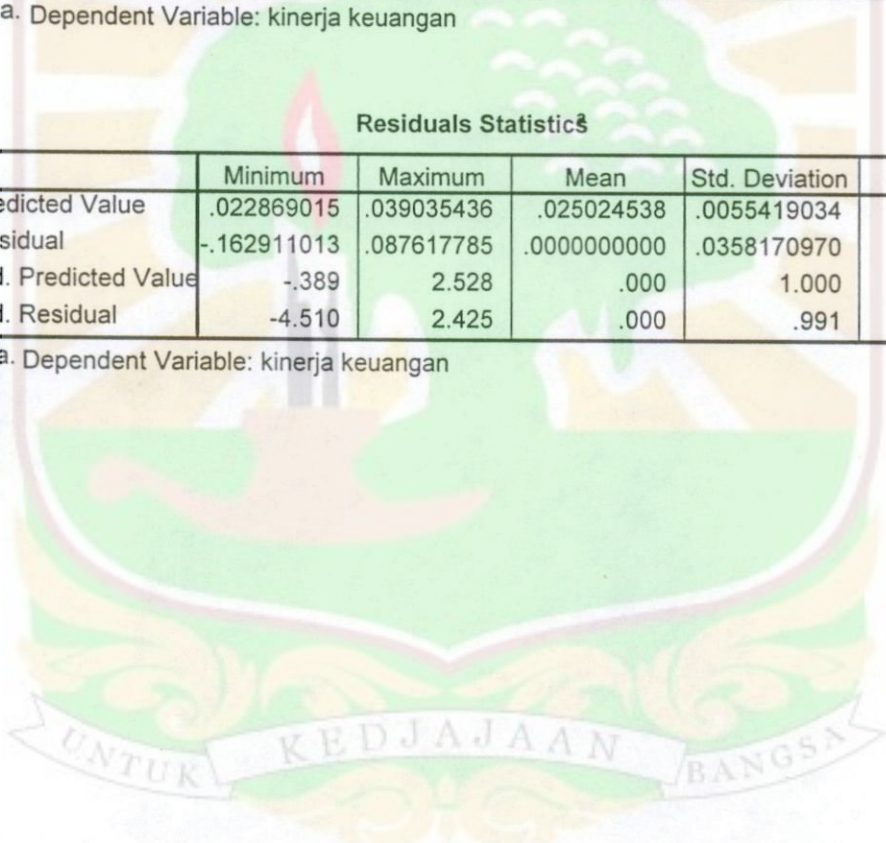 a. Dependent Variable: kinerja keuangan
Residuals Statistics a
Minimum Maximum Mean Std. Deviation
edicted Value .022869015 .039035436 .025024538 .0055419034
sidual -.162911013 .087617785 .0000000000 .0358170970
. Predicted Value -.389 2.528 .000 1.000
. Residual -4.510 2.425 .000 .991
a. Dependent Variable: kinerja keuangan
UNTUK KEDJAJAAN BANGSA